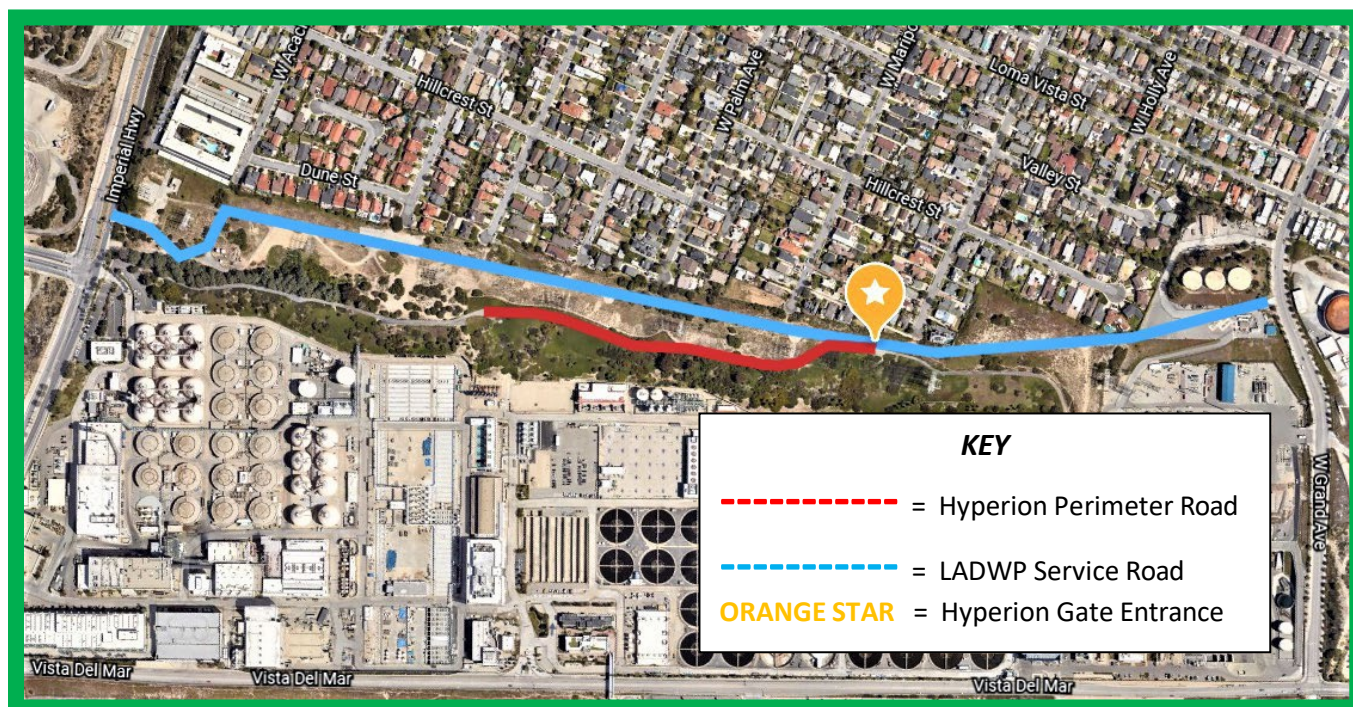 Imperial Hwy
W Acac
Hillcrest St
Dune St
W Palm Ave
W Maripo
Loma Vista St
W Holly Ave
Valley St
Hillcrest St
KEY
= Hyperion Perimeter Road
= LADWP Service Road
ORANGE STAR = Hyperion Gate Entrance
W Grand Ave
Vista Del Mar
Vista Del Mar
Vista Del Mar